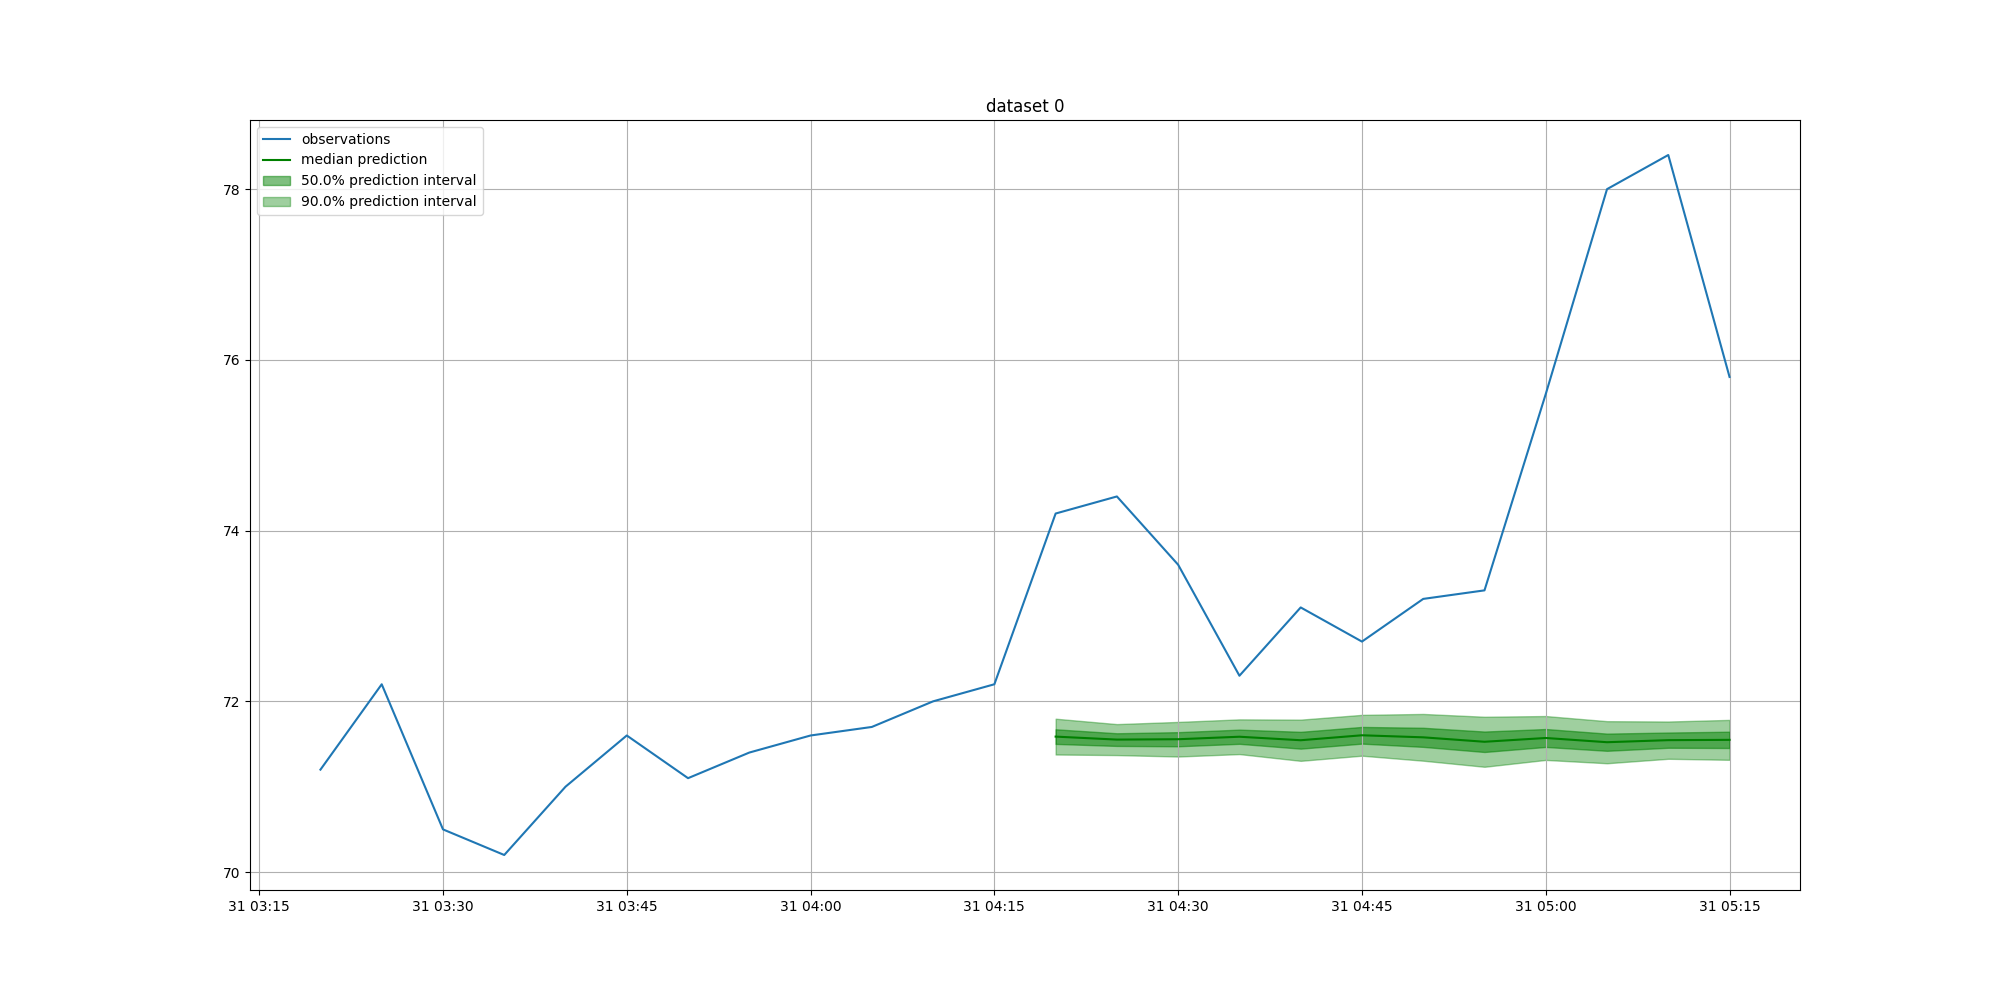 dataset 0
observations
median prediction
50.0% prediction interval
90.0% prediction interval
78
76
74
72
70
31 03:15 31 03:30 31 03:45 31 04:00 31 04:15 31 04:30 31 04:45 31 05:00 31 05:15